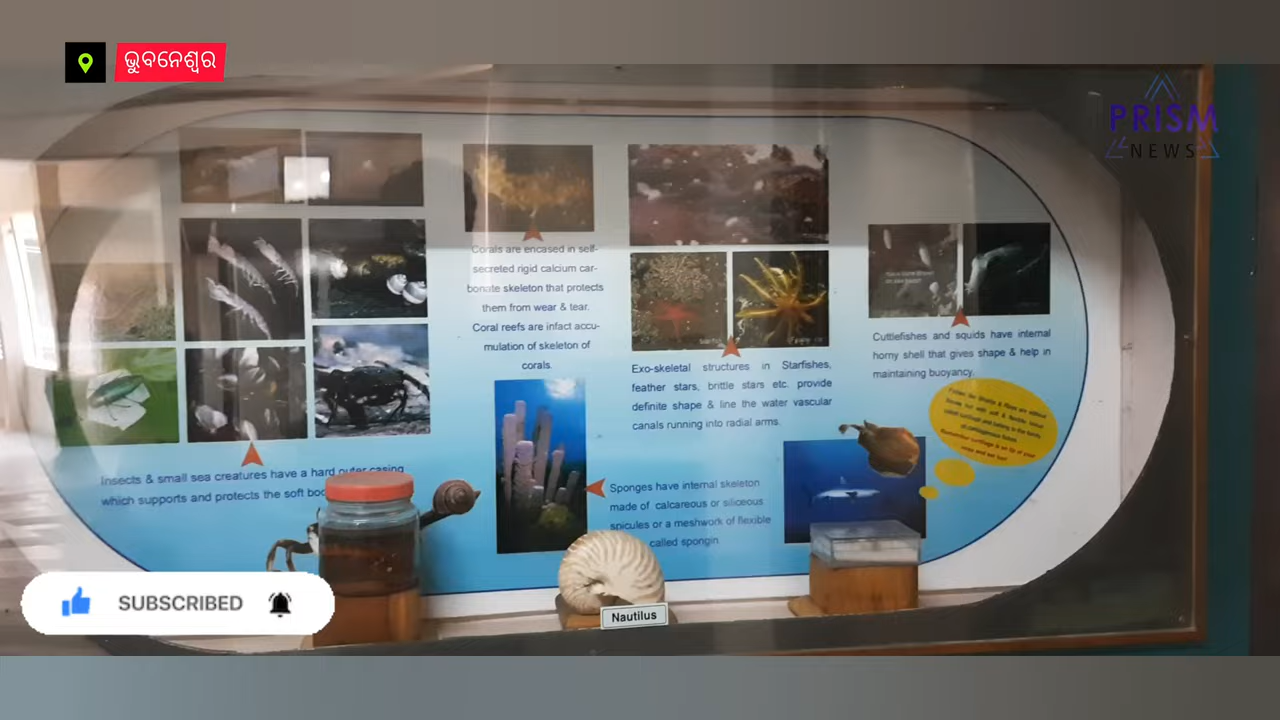 ଭୁବନେଶ୍ୱର
PRISM
NEWS
Corals are encased in self-
secreted rigid calcium car-
bonate skeleton that protects
them from wear & tear.
Coral reefs are infact accu-
mulation of skeleton of
corals.
Exo-skeletal structures in Starfishes,
feather stars, brittle stars etc. provide
definite shape & line the water vascular
canals running into radial arms.
Cuttlefishes and squids have internal
horny shell that gives shape & help in
maintaining buoyancy.
Insects & small sea creatures have a hard outer casing
which supports and protects the soft
Sponges have internal skeleton
made of calcareous or siliceous
spicules or a meshwork of flexible
called spongin.
Nautilus
SUBSCRIBED